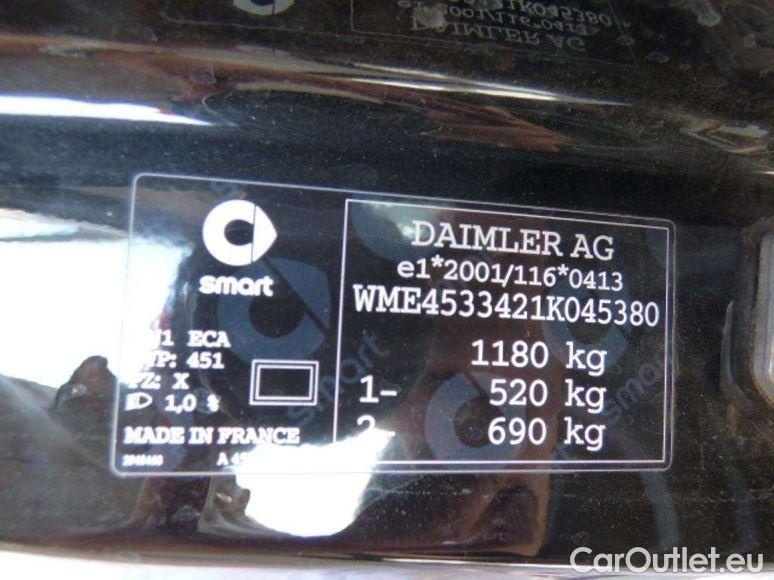 smart
DAIMLER AG
e1*2001/116*0413
WME4533421K045380
1180 kg
1- 520 kg
2- 690 kg
ECA
451
X
1,0 %
MADE IN FRANCE
CarOutlet.eu